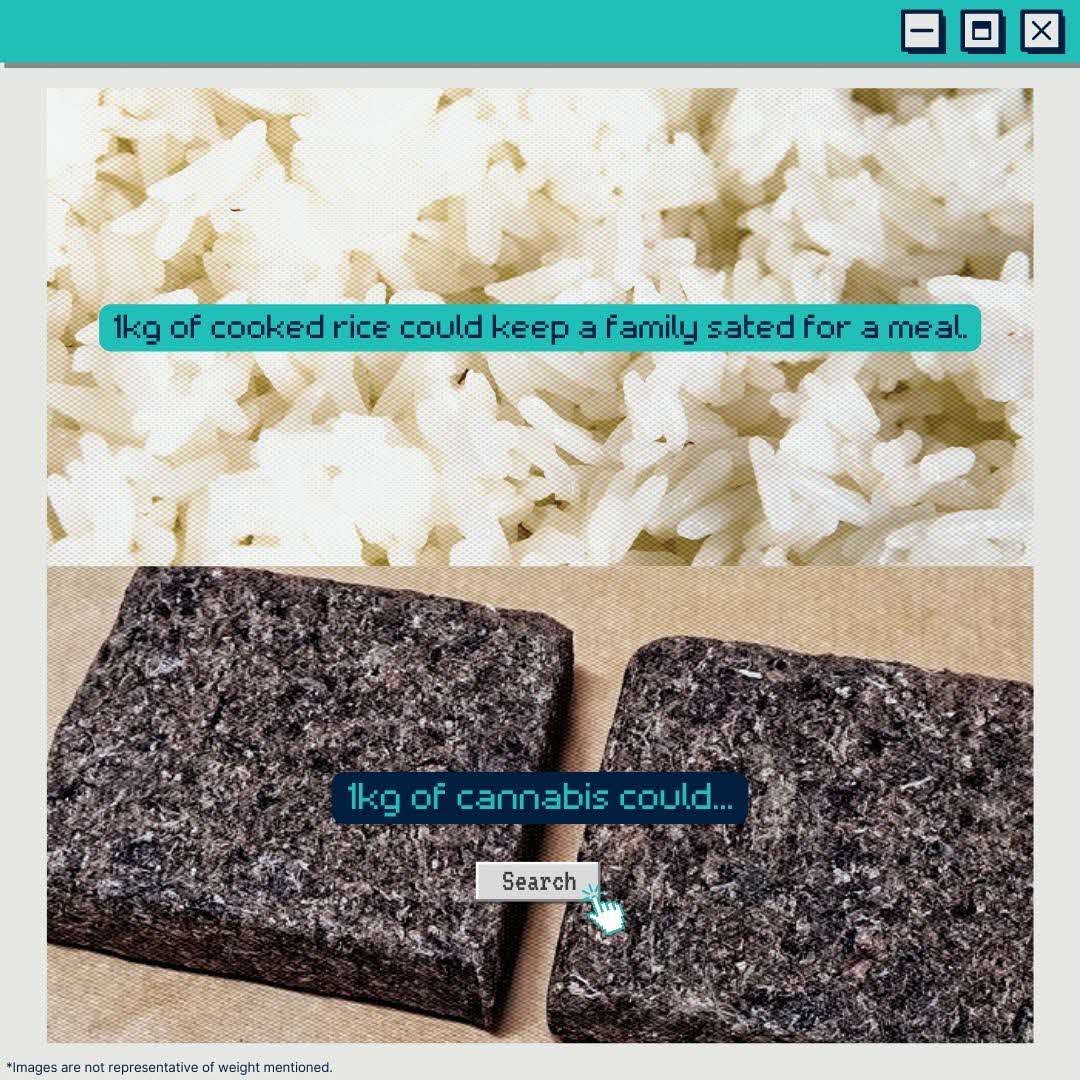 1kg of cooked rice could keep a family sated for a meal.
1kg of cannabis could...
Search
*Images are not representative of weight mentioned.